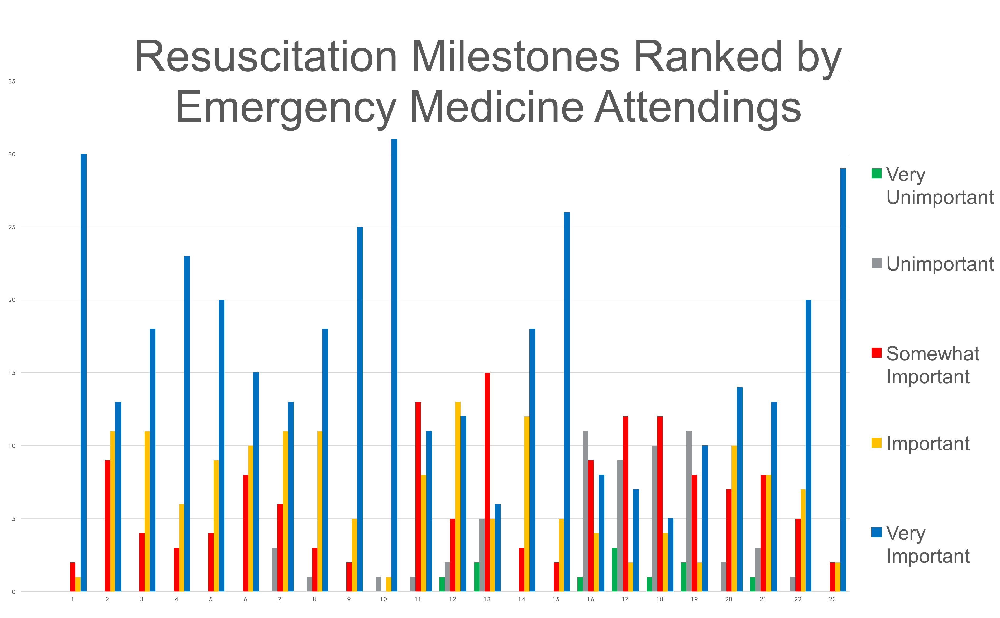 Resuscitation Milestones Ranked by
Emergency Medicine Attendings
35
30
25
20
15
10
5
0
1 2 3 4 5 6 7 8 9 10 11 12 13 14 15 16 17 18 19 20 21 22 23
Very
Unimportant
Unimportant
Somewhat
Important
Important
Very
Important